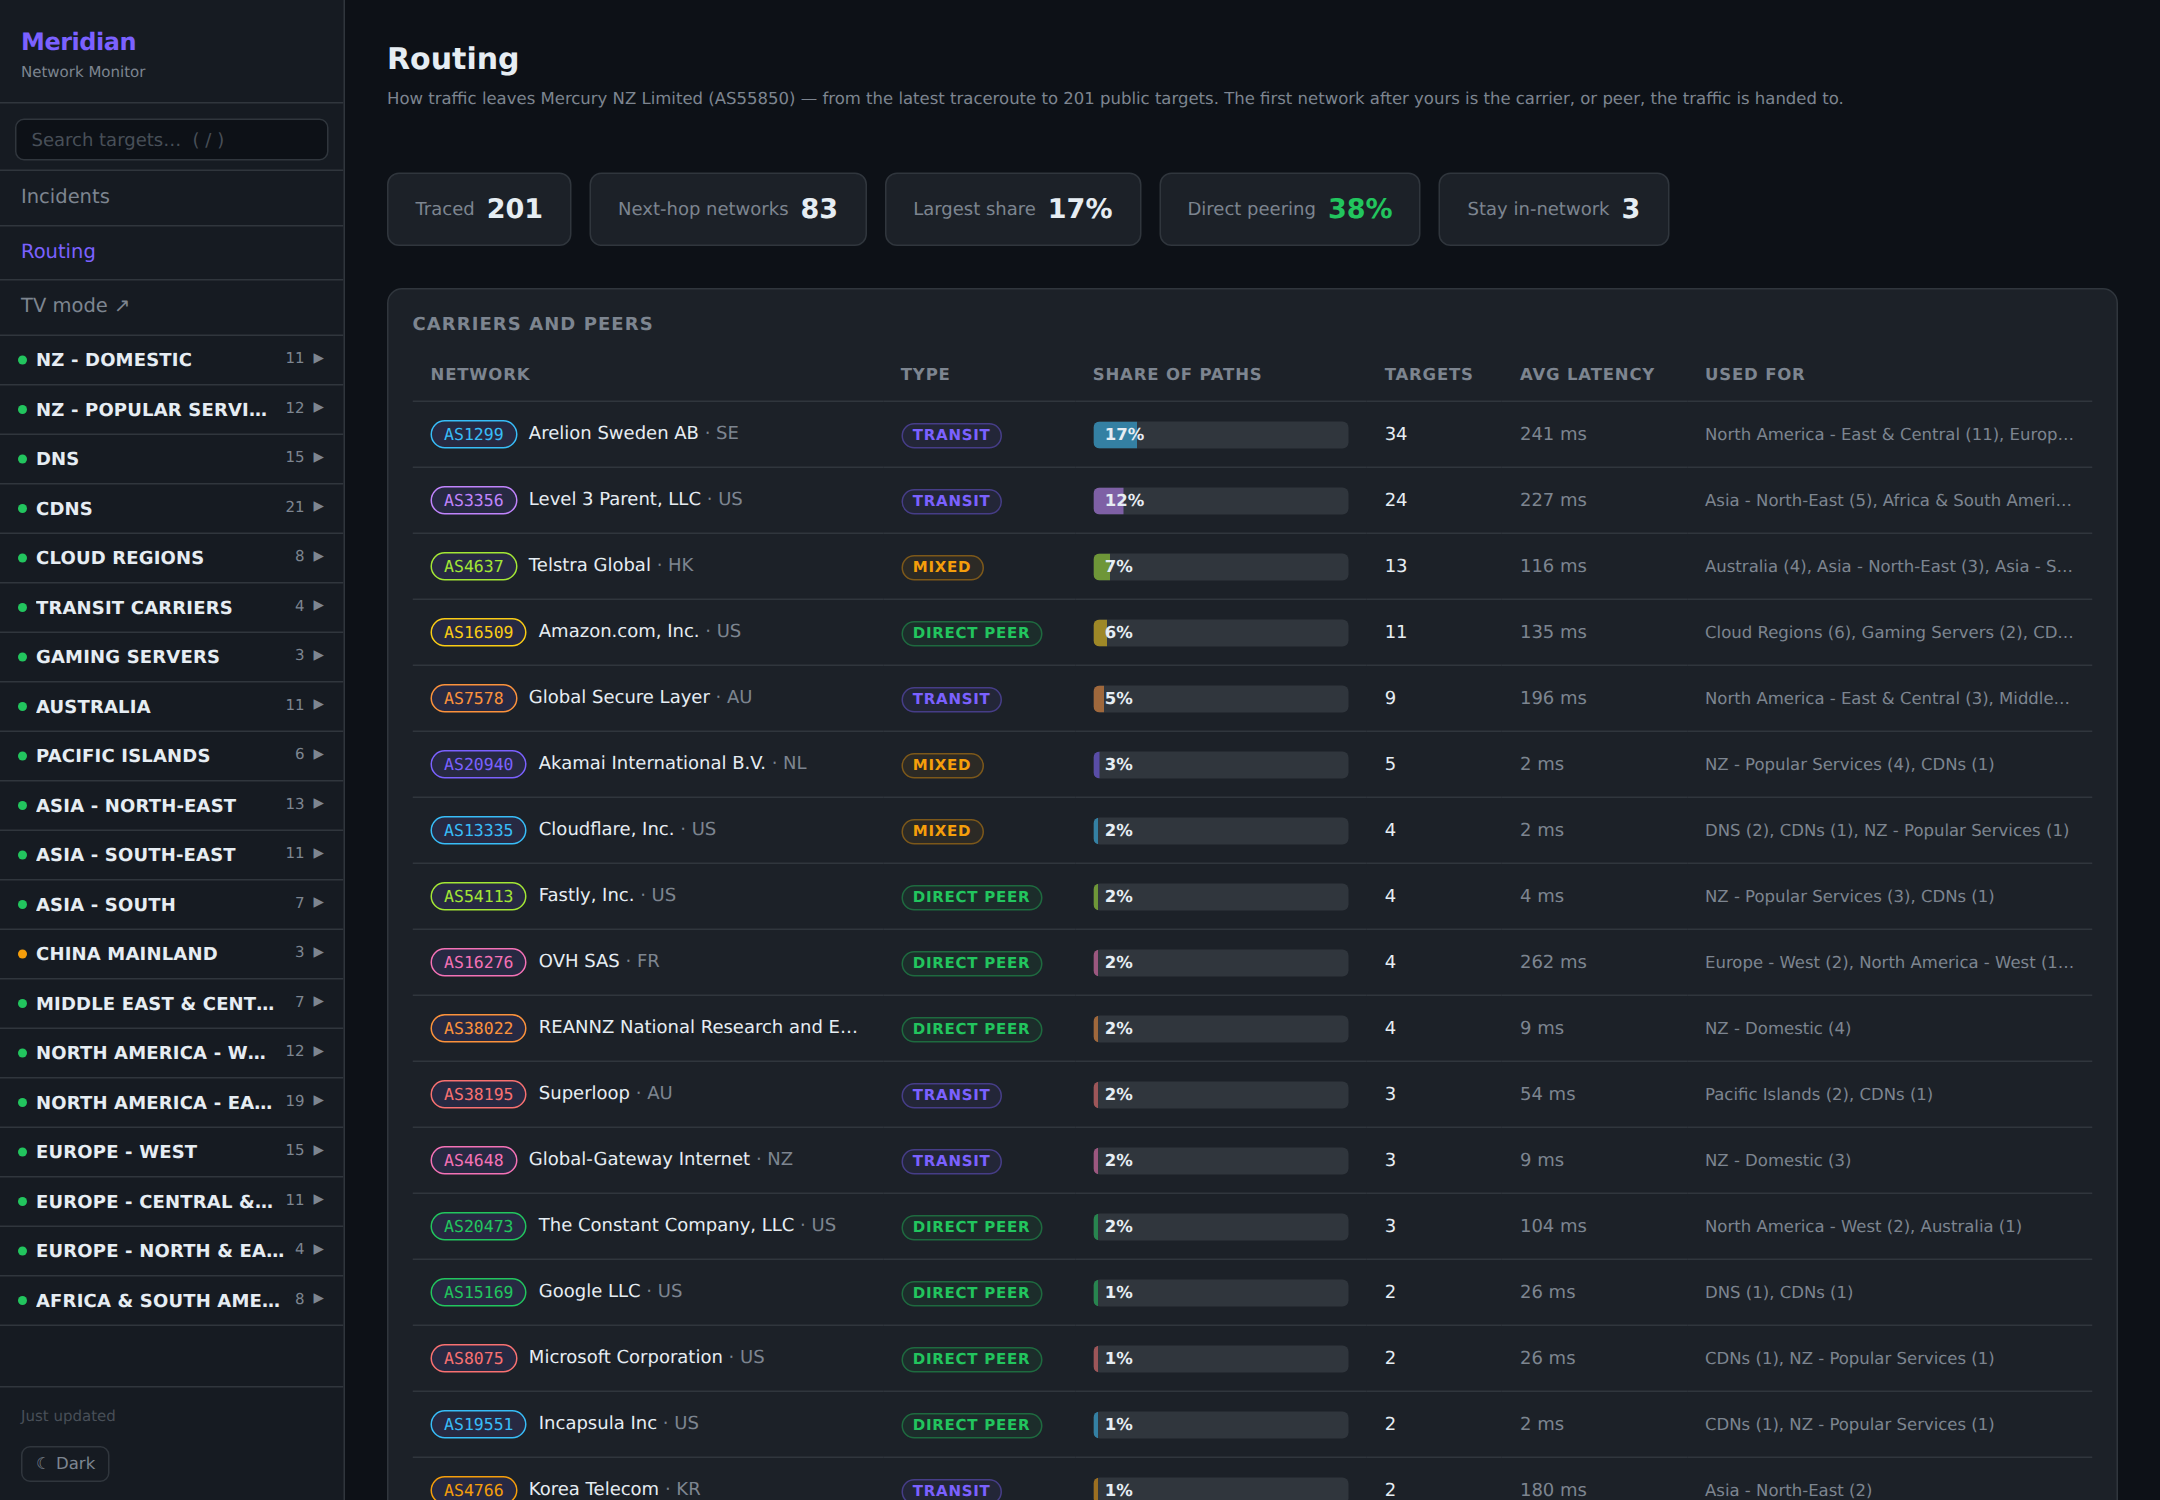 Meridian
Network Monitor
Search targets... ( / )
Incidents
Routing
TV mode ↗
NZ - DOMESTIC 11 ▶
NZ - POPULAR SERVI... 12 ▶
DNS 15 ▶
CDNS 21 ▶
CLOUD REGIONS 8 ▶
TRANSIT CARRIERS 4 ▶
GAMING SERVERS 3 ▶
AUSTRALIA 11 ▶
PACIFIC ISLANDS 6 ▶
ASIA - NORTH-EAST 13 ▶
ASIA - SOUTH-EAST 11 ▶
ASIA - SOUTH 7 ▶
CHINA MAINLAND 3 ▶
MIDDLE EAST & CENT... 7 ▶
NORTH AMERICA - W... 12 ▶
NORTH AMERICA - EA... 19 ▶
EUROPE - WEST 15 ▶
EUROPE - CENTRAL &... 11 ▶
EUROPE - NORTH & EA... 4 ▶
AFRICA & SOUTH AME... 8 ▶
Just updated
☾ Dark
Routing
How traffic leaves Mercury NZ Limited (AS55850) — from the latest traceroute to 201 public targets. The first network after yours is the carrier, or peer, the traffic is handed to.
Traced 201
Next-hop networks 83
Largest share 17%
Direct peering 38%
Stay in-network 3
CARRIERS AND PEERS
NETWORK TYPE SHARE OF PATHS TARGETS AVG LATENCY USED FOR
AS1299 Arelion Sweden AB · SE TRANSIT 17% 34 241 ms North America - East & Central (11), Europ...
AS3356 Level 3 Parent, LLC · US TRANSIT 12% 24 227 ms Asia - North-East (5), Africa & South Ameri...
AS4637 Telstra Global · HK MIXED 7% 13 116 ms Australia (4), Asia - North-East (3), Asia - S...
AS16509 Amazon.com, Inc. · US DIRECT PEER 6% 11 135 ms Cloud Regions (6), Gaming Servers (2), CD...
AS7578 Global Secure Layer · AU TRANSIT 5% 9 196 ms North America - East & Central (3), Middle...
AS20940 Akamai International B.V. · NL MIXED 3% 5 2 ms NZ - Popular Services (4), CDNs (1)
AS13335 Cloudflare, Inc. · US MIXED 2% 4 2 ms DNS (2), CDNs (1), NZ - Popular Services (1)
AS54113 Fastly, Inc. · US DIRECT PEER 2% 4 4 ms NZ - Popular Services (3), CDNs (1)
AS16276 OVH SAS · FR DIRECT PEER 2% 4 262 ms Europe - West (2), North America - West (1...
AS38022 REANNZ National Research and E... DIRECT PEER 2% 4 9 ms NZ - Domestic (4)
AS38195 Superloop · AU TRANSIT 2% 3 54 ms Pacific Islands (2), CDNs (1)
AS4648 Global-Gateway Internet · NZ TRANSIT 2% 3 9 ms NZ - Domestic (3)
AS20473 The Constant Company, LLC · US DIRECT PEER 2% 3 104 ms North America - West (2), Australia (1)
AS15169 Google LLC · US DIRECT PEER 1% 2 26 ms DNS (1), CDNs (1)
AS8075 Microsoft Corporation · US DIRECT PEER 1% 2 26 ms CDNs (1), NZ - Popular Services (1)
AS19551 Incapsula Inc · US DIRECT PEER 1% 2 2 ms CDNs (1), NZ - Popular Services (1)
AS4766 Korea Telecom · KR TRANSIT 1% 2 180 ms Asia - North-East (2)